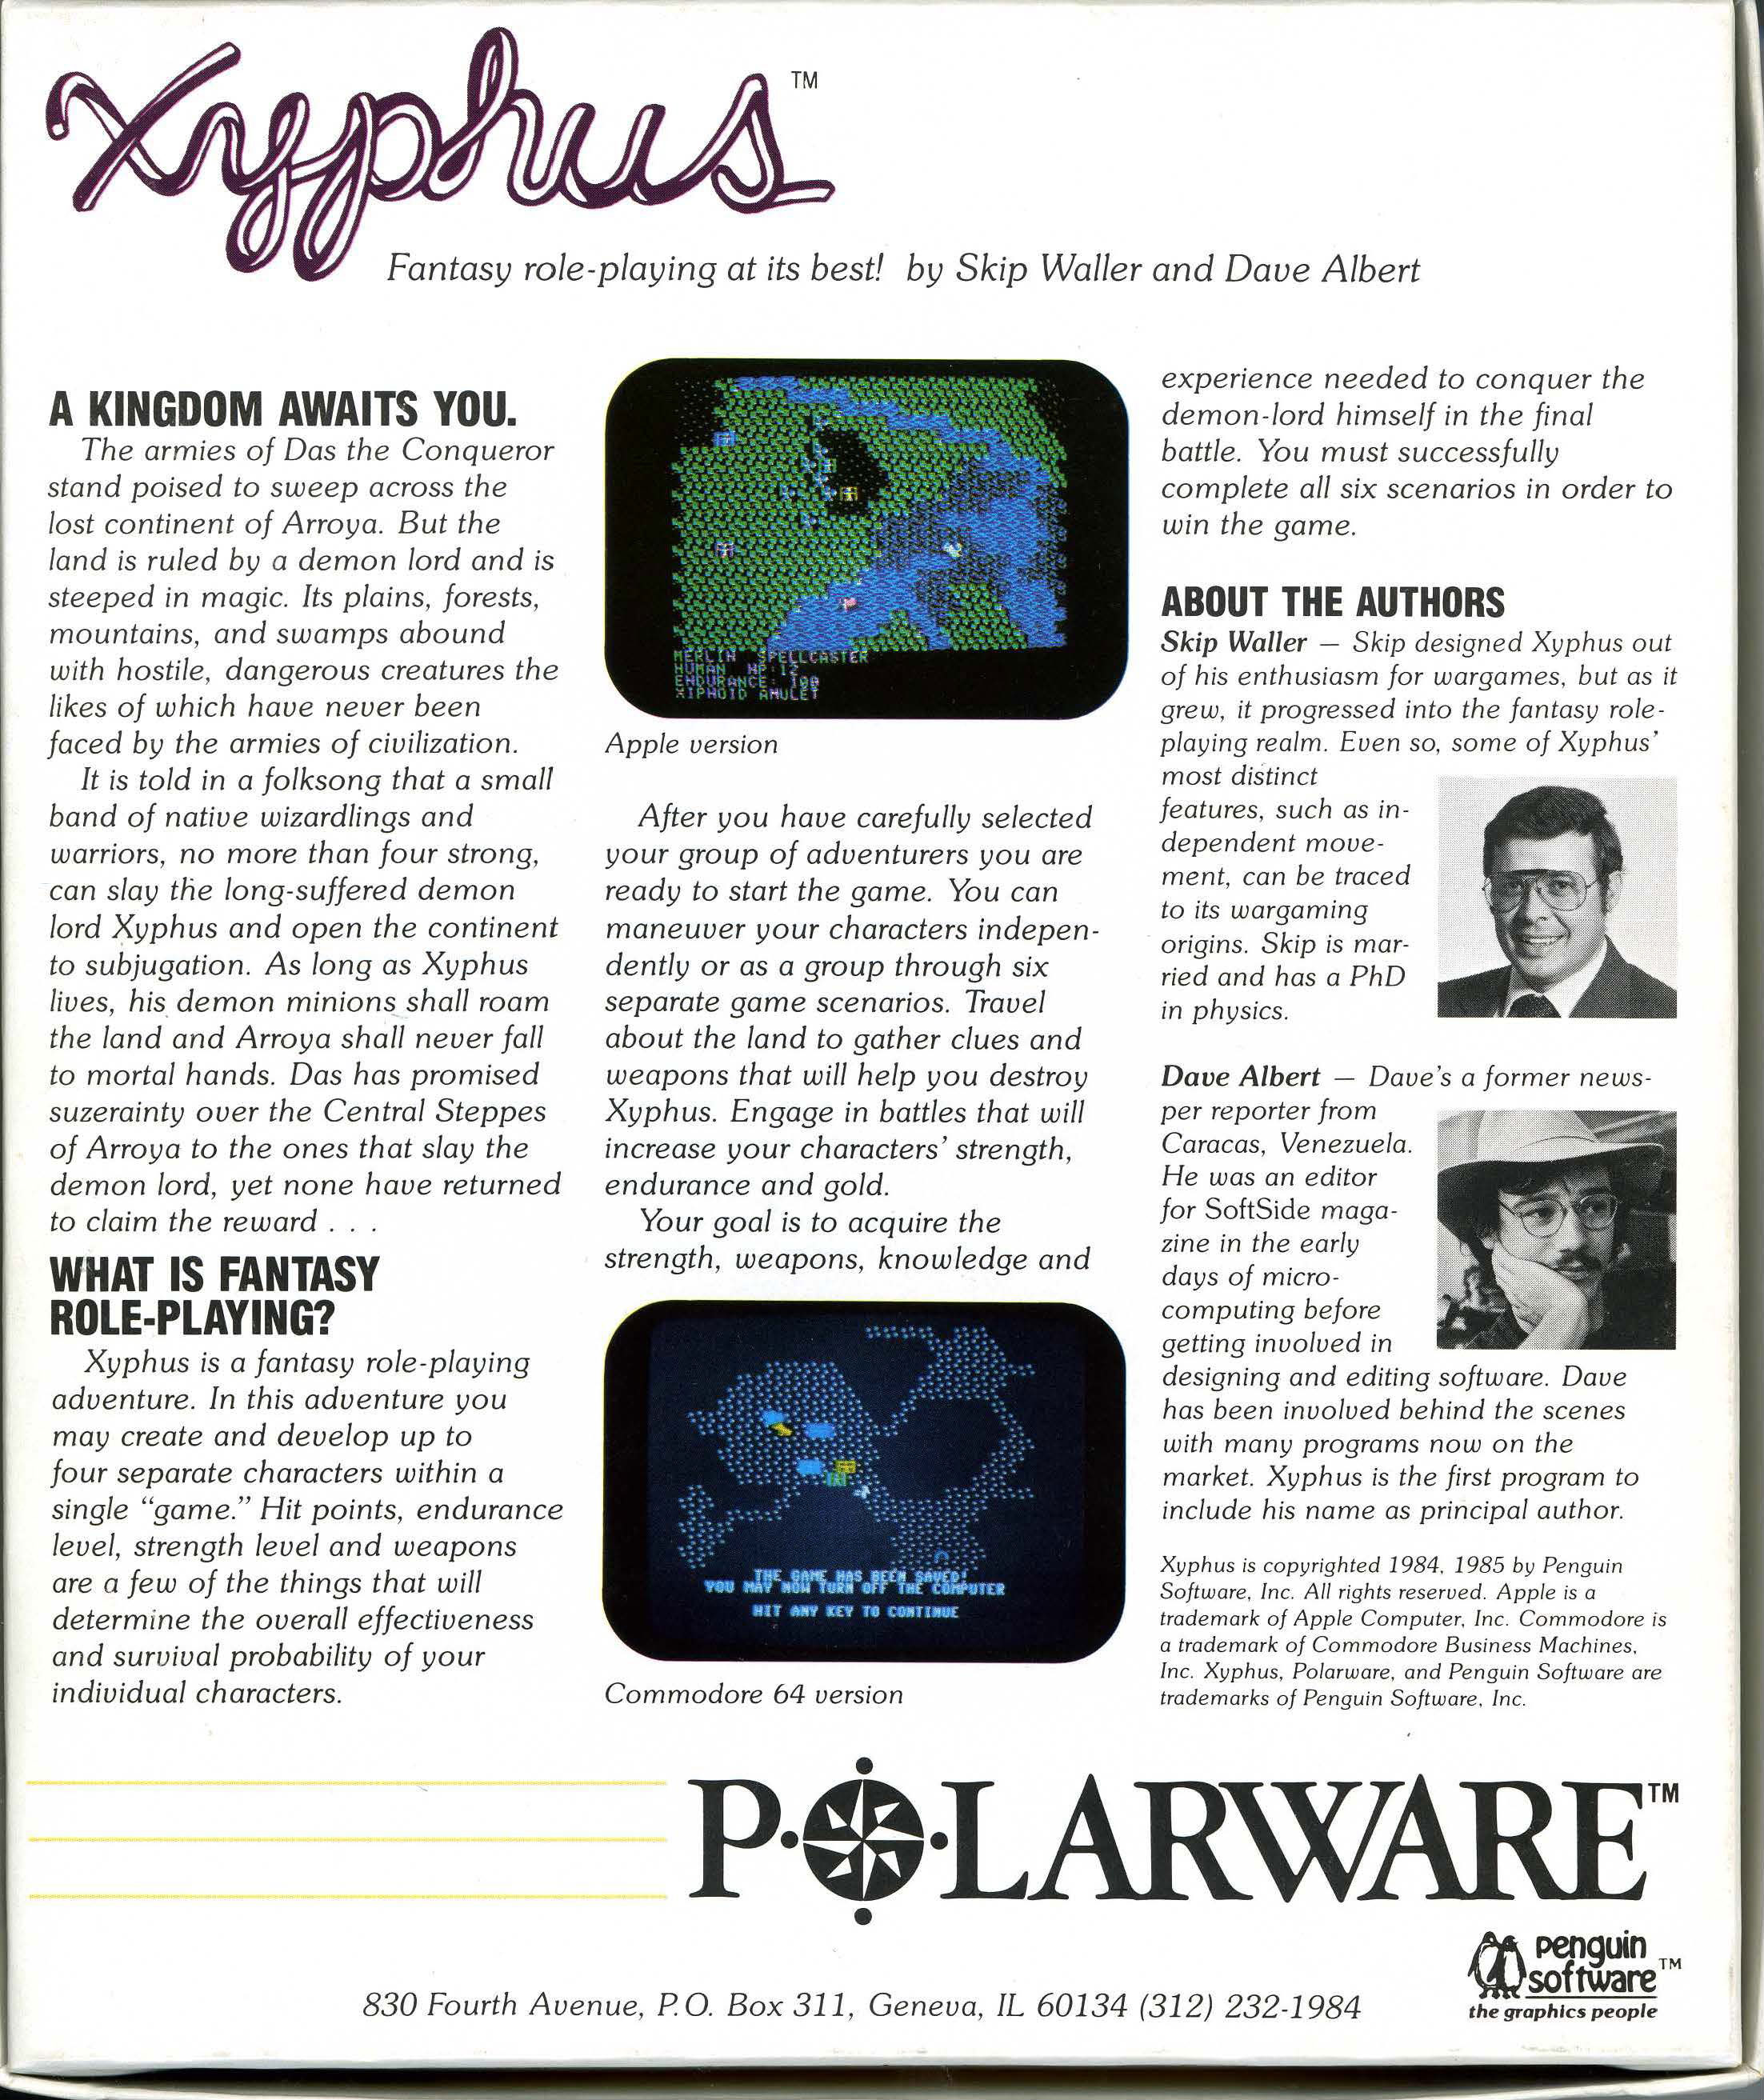 Xyphus™
Fantasy role-playing at its best! by Skip Waller and Dave Albert
A KINGDOM AWAITS YOU.
The armies of Das the Conqueror
stand poised to sweep across the
lost continent of Arroya. But the
land is ruled by a demon lord and is
steeped in magic. Its plains, forests,
mountains, and swamps abound
with hostile, dangerous creatures the
likes of which have never been
faced by the armies of civilization.
It is told in a folksong that a small
band of native wizardlings and
warriors, no more than four strong,
can slay the long-suffered demon
lord Xyphus and open the continent
to subjugation. As long as Xyphus
lives, his demon minions shall roam
the land and Arroya shall never fall
to mortal hands. Das has promised
suzerainty over the Central Steppes
of Arroya to the ones that slay the
demon lord, yet none have returned
to claim the reward . . .
WHAT IS FANTASY
ROLE-PLAYING?
Xyphus is a fantasy role-playing
adventure. In this adventure you
may create and develop up to
four separate characters within a
single “game.” Hit points, endurance
level, strength level and weapons
are a few of the things that will
determine the overall effectiveness
and survival probability of your
individual characters.
MERLIN SPELLCASTER
HUMAN HP:12
ENDURANCE: 100
XIPHOID AMULET
Apple version
After you have carefully selected
your group of adventurers you are
ready to start the game. You can
maneuver your characters indepen-
dently or as a group through six
separate game scenarios. Travel
about the land to gather clues and
weapons that will help you destroy
Xyphus. Engage in battles that will
increase your characters’ strength,
endurance and gold.
Your goal is to acquire the
strength, weapons, knowledge and
THE GAME HAS BEEN SAVED!
YOU MAY NOW TURN OFF THE COMPUTER
HIT ANY KEY TO CONTINUE
Commodore 64 version
experience needed to conquer the
demon-lord himself in the final
battle. You must successfully
complete all six scenarios in order to
win the game.
ABOUT THE AUTHORS
Skip Waller — Skip designed Xyphus out
of his enthusiasm for wargames, but as it
grew, it progressed into the fantasy role-
playing realm. Even so, some of Xyphus’
most distinct
features, such as in-
dependent move-
ment, can be traced
to its wargaming
origins. Skip is mar-
ried and has a PhD
in physics.
Dave Albert — Dave’s a former news-
per reporter from
Caracas, Venezuela.
He was an editor
for SoftSide maga-
zine in the early
days of micro-
computing before
getting involved in
designing and editing software. Dave
has been involved behind the scenes
with many programs now on the
market. Xyphus is the first program to
include his name as principal author.
Xyphus is copyrighted 1984, 1985 by Penguin
Software, Inc. All rights reserved. Apple is a
trademark of Apple Computer, Inc. Commodore is
a trademark of Commodore Business Machines,
Inc. Xyphus, Polarware, and Penguin Software are
trademarks of Penguin Software, Inc.
POLARWARE™
penguin
software™
the graphics people
830 Fourth Avenue, P.O. Box 311, Geneva, IL 60134 (312) 232-1984